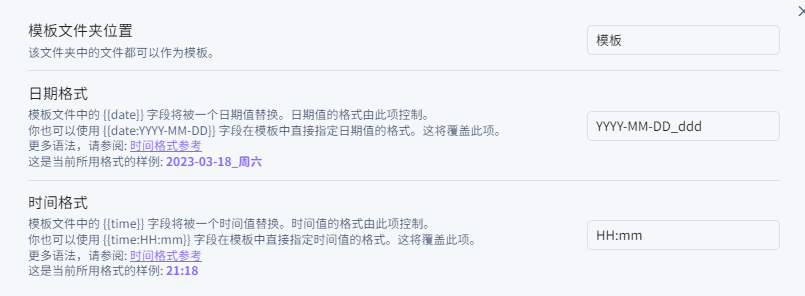 模板文件夹位置
该文件夹中的文件都可以作为模板。
模板
日期格式
模板文件中的 {{date}} 字段将被一个日期值替换。日期值的格式由此项控制。
你也可以使用 {{date:YYYY-MM-DD}} 字段在模板中直接指定日期值的格式。这将覆盖此项。
更多语法，请参阅: 时间格式参考
这是当前所用格式的样例: 2023-03-18_周六
YYYY-MM-DD_ddd
时间格式
模板文件中的 {{time}} 字段将被一个时间值替换。时间值的格式由此项控制。
你也可以使用 {{time:HH:mm}} 字段在模板中直接指定时间值的格式。这将覆盖此项。
更多语法，请参阅: 时间格式参考
这是当前所用格式的样例: 21:18
HH:mm